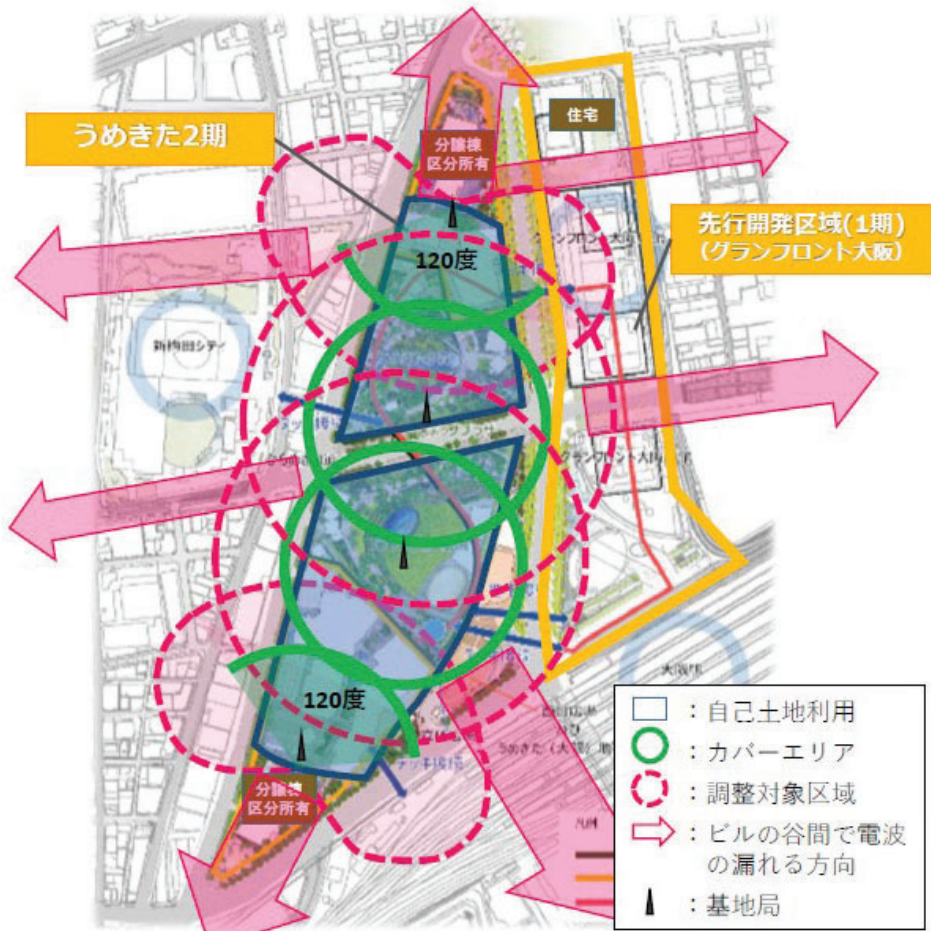 住宅
うめきた2期
分譲棟
区分所有
先行開発区域(1期)
(グランフロント大阪)
120度
新梅田シティ
120度
大阪駅
分譲棟
区分所有
凡例
：自己土地利用
：カバーエリア
：調整対象区域
：ビルの谷間で電波
の漏れる方向
：基地局